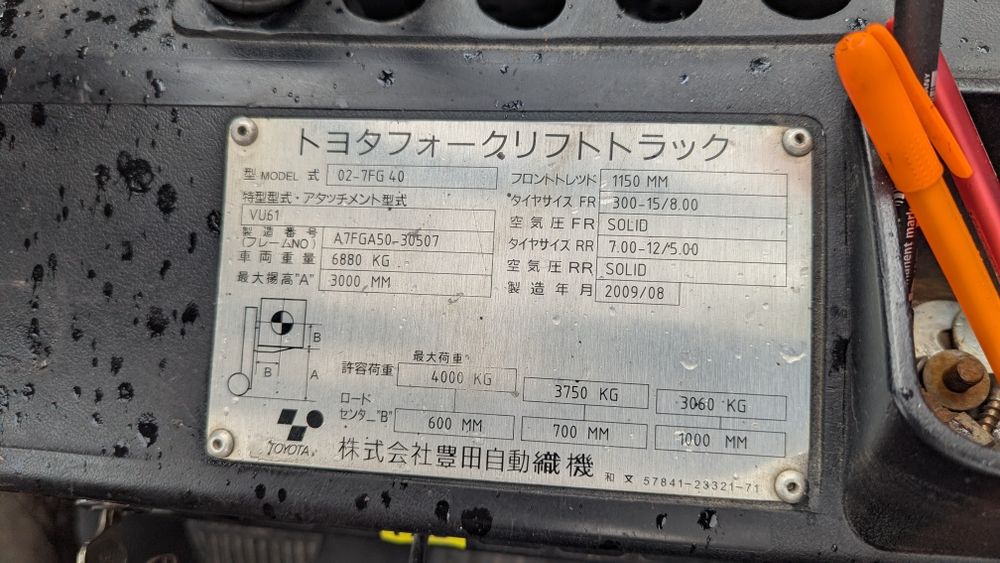 トヨタフォークリフトトラック
型 MODEL 式 02-7FG 40
特型型式・アタッチメント型式
VU61
製造番号
(フレームNO) A7FGA50-30507
車両重量 6880 KG
最大揚高"A" 3000 MM
フロントトレッド 1150 MM
タイヤサイズ FR 300-15/8.00
空気圧 FR SOLID
タイヤサイズ RR 7.00-12/5.00
空気圧 RR SOLID
製造年月 2009/08
B
B
A
最大荷重
許容荷重 4000 KG 3750 KG 3060 KG
ロード
センター"B" 600 MM 700 MM 1000 MM
TOYOTA
株式会社豊田自動織機
和文 57841-23321-71